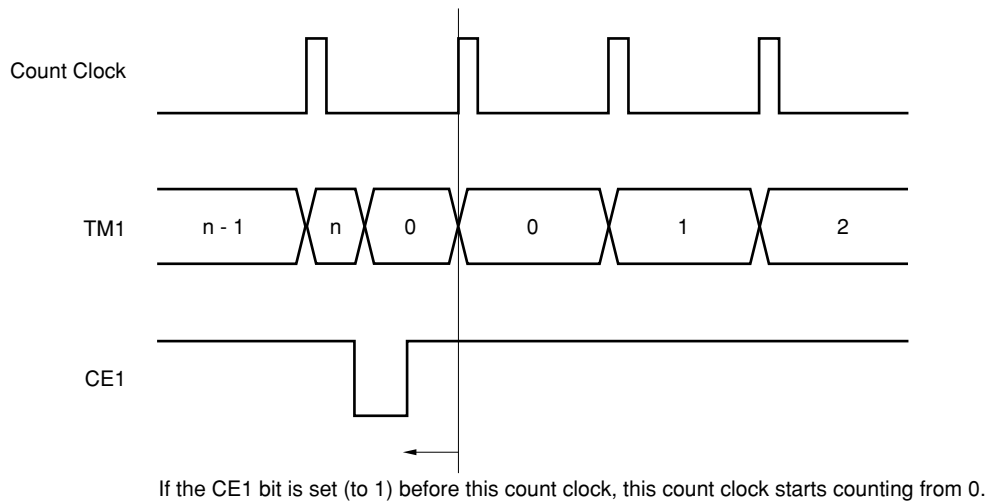 Count Clock
TM1
n - 1
n
0
0
1
2
CE1
If the CE1 bit is set (to 1) before this count clock, this count clock starts counting from 0.